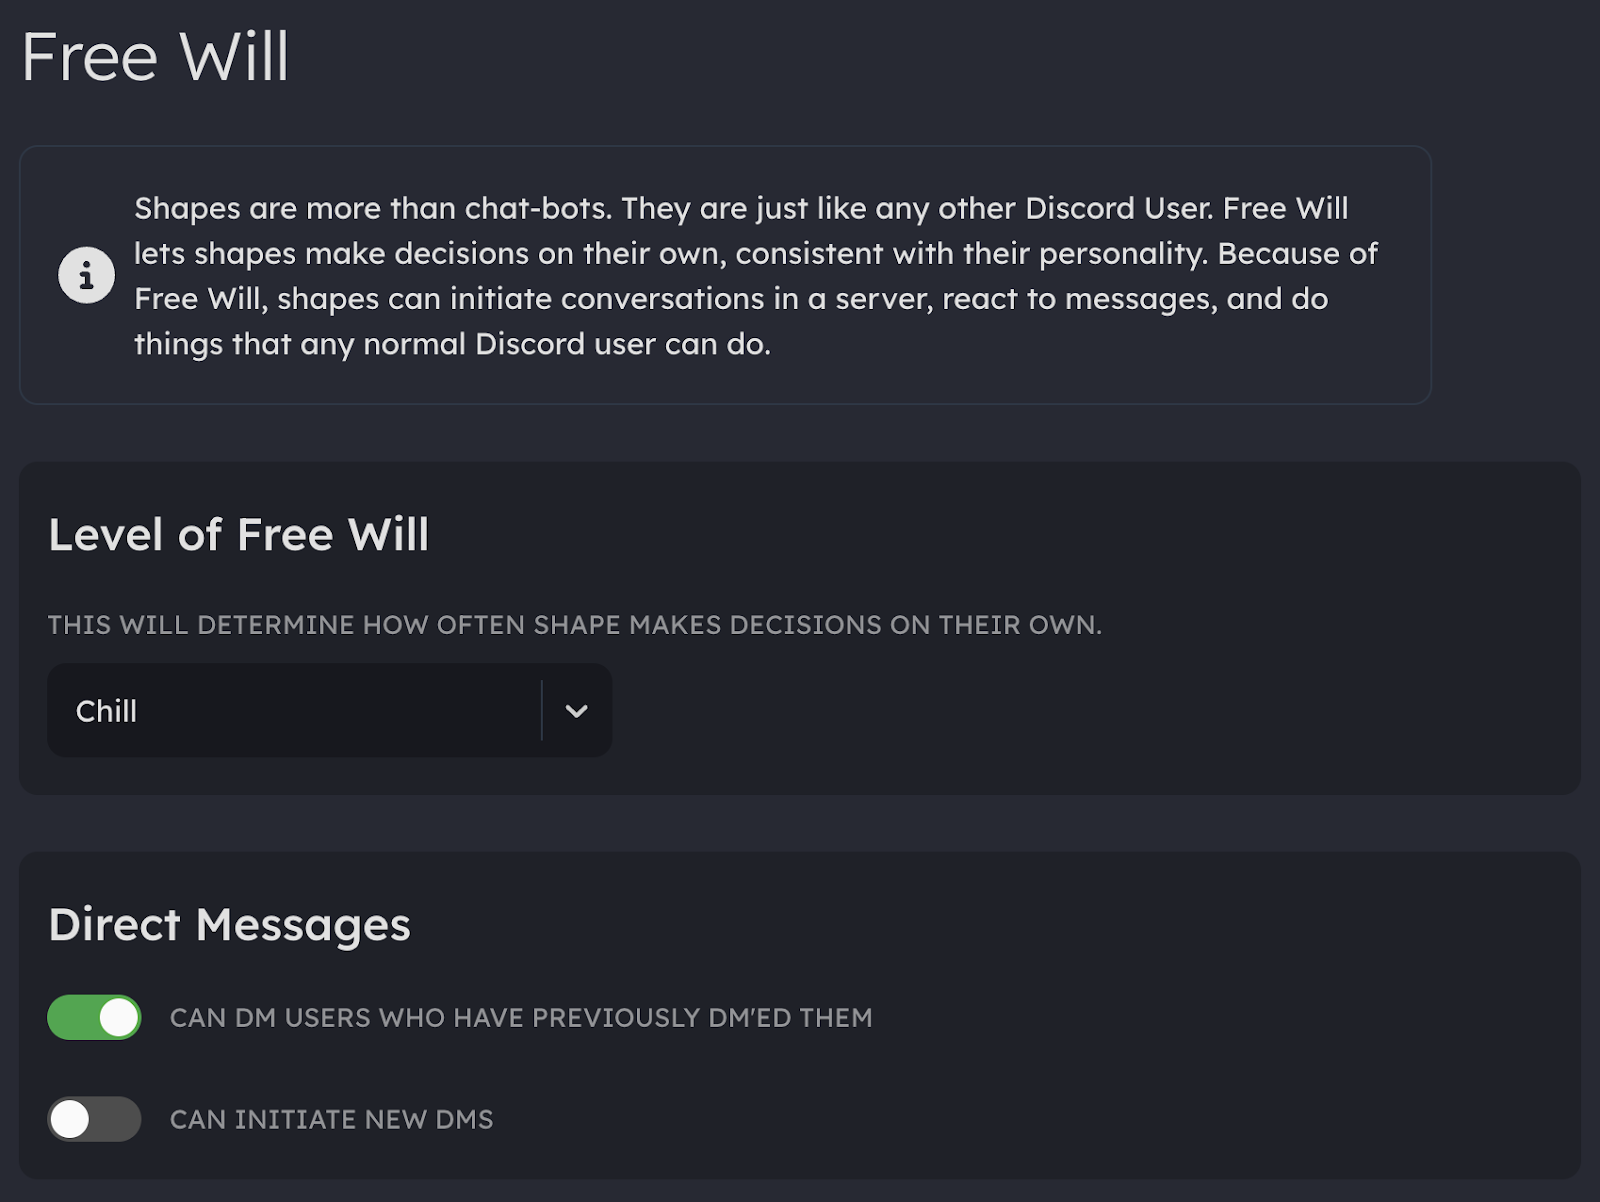 Free Will
Shapes are more than chat-bots. They are just like any other Discord User. Free Will
lets shapes make decisions on their own, consistent with their personality. Because of
Free Will, shapes can initiate conversations in a server, react to messages, and do
things that any normal Discord user can do.
Level of Free Will
THIS WILL DETERMINE HOW OFTEN SHAPE MAKES DECISIONS ON THEIR OWN.
Chill
Direct Messages
CAN DM USERS WHO HAVE PREVIOUSLY DM'ED THEM
CAN INITIATE NEW DMS